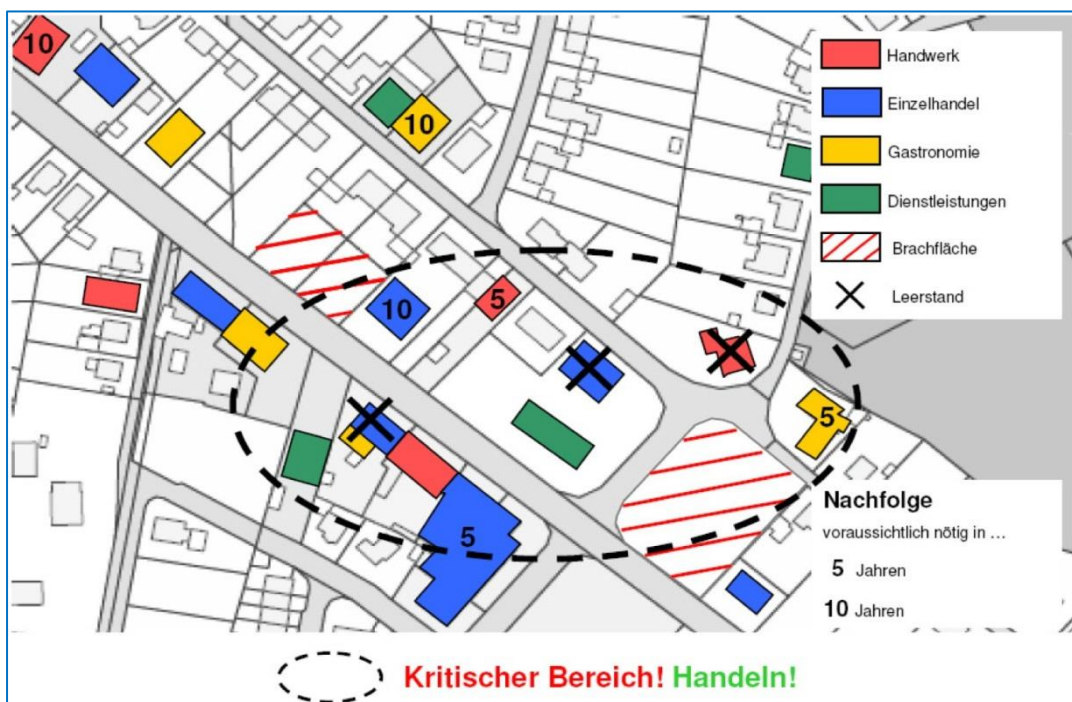 10
Handwerk
Einzelhandel
10
Gastronomie
Dienstleistungen
Brachfläche
Leerstand
10
5
5
5
Nachfolge
voraussichtlich nötig in ...
5 Jahren
10 Jahren
Kritischer Bereich! Handeln!